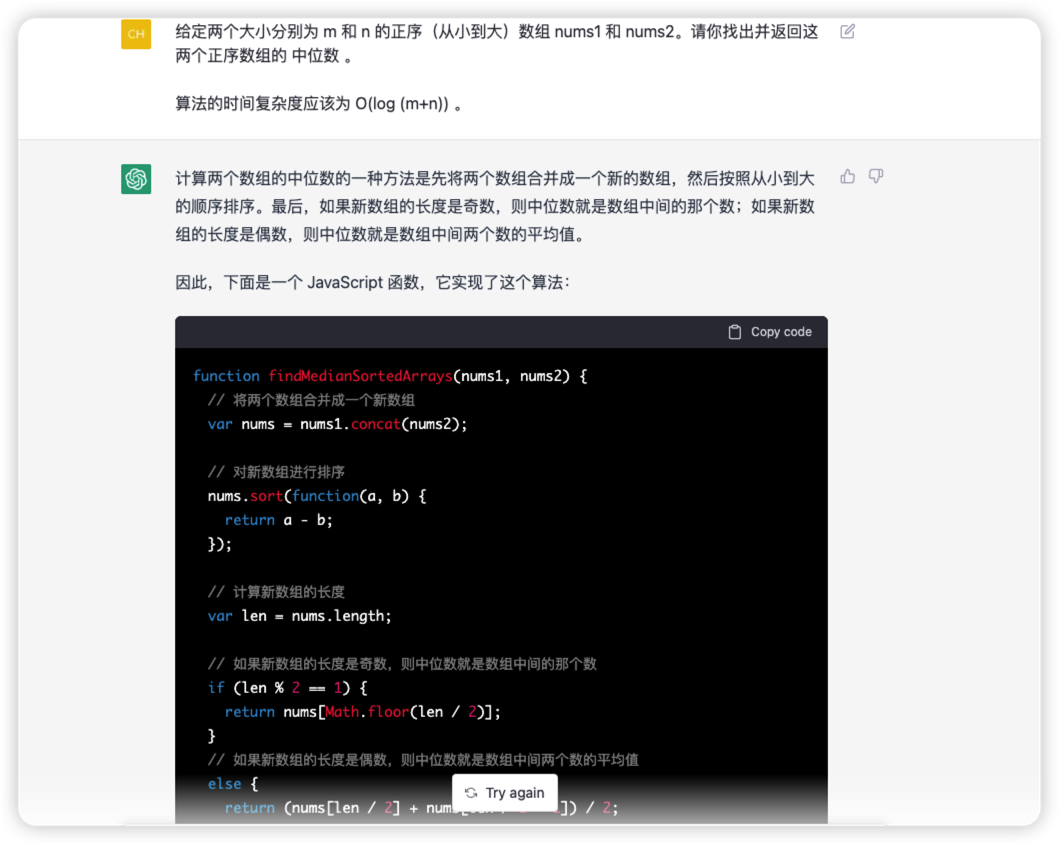 CH
给定两个大小分别为 m 和 n 的正序（从小到大）数组 nums1 和 nums2。请你找出并返回这
两个正序数组的 中位数 。
算法的时间复杂度应该为 O(log (m+n)) 。
计算两个数组的中位数的一种方法是先将两个数组合并成一个新的数组，然后按照从小到大
的顺序排序。最后，如果新数组的长度是奇数，则中位数就是数组中间的那个数；如果新数
组的长度是偶数，则中位数就是数组中间两个数的平均值。
因此，下面是一个 JavaScript 函数，它实现了这个算法：
Copy code
function findMedianSortedArrays(nums1, nums2) {
// 将两个数组合并成一个新数组
var nums = nums1.concat(nums2);
// 对新数组进行排序
nums.sort(function(a, b) {
return a - b;
});
// 计算新数组的长度
var len = nums.length;
// 如果新数组的长度是奇数，则中位数就是数组中间的那个数
if (len % 2 == 1) {
return nums[Math.floor(len / 2)];
}
// 如果新数组的长度是偶数，则中位数就是数组中间两个数的平均值
else {
return (nums[len / 2] + nums ]) / 2;
Try again